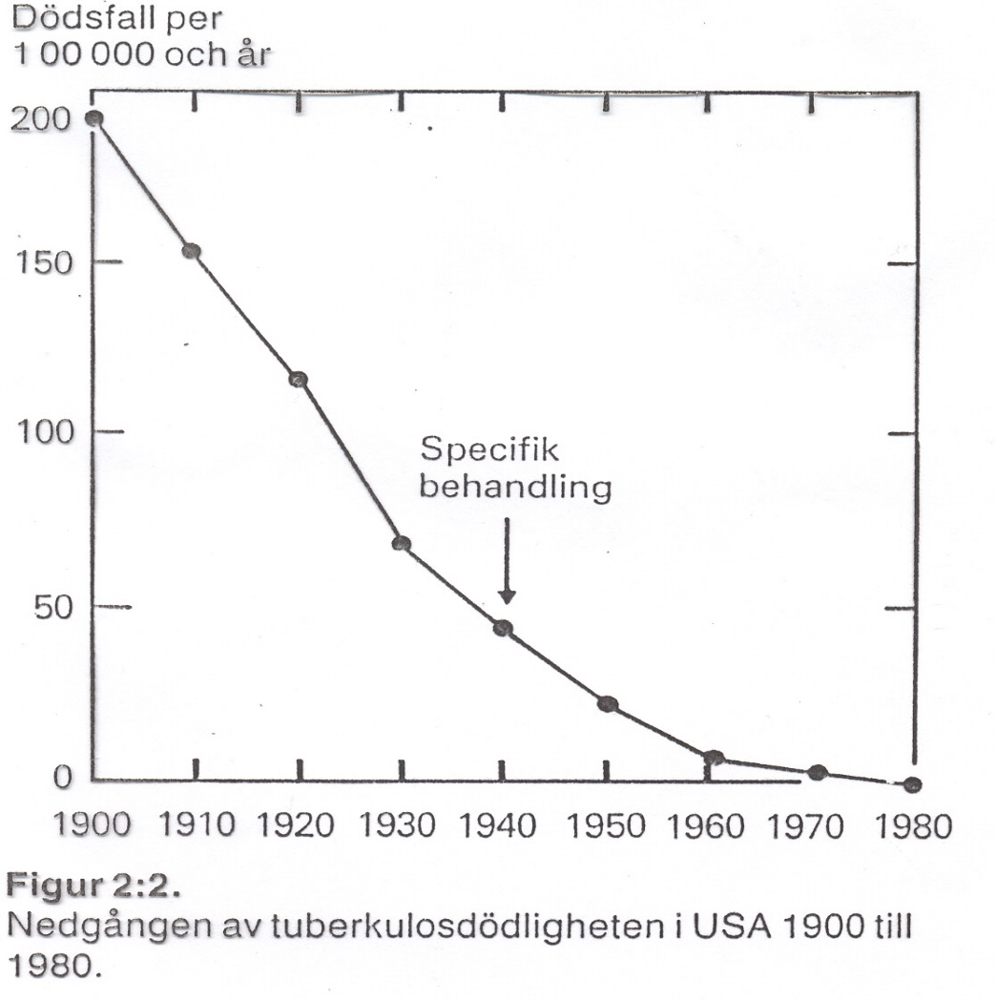 Dödsfall per
1 00 000 och år
200
150
100
50
0
Specifik
behandling
1900 1910 1920 1930 1940 1950 1960 1970 1980
Figur 2:2.
Nedgången av tuberkulosdödligheten i USA 1900 till
1980.